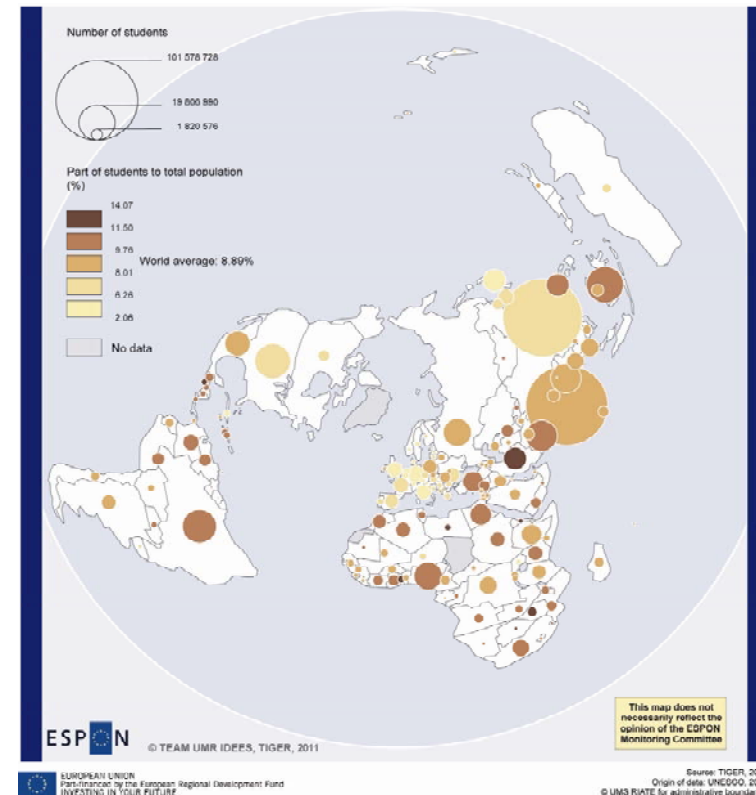 Number of students
101 578 728
19 800 880
1 820 576
Part of students to total population
(%)
14.07
11.50
9.76
8.01
6.26
2.06
World average: 8.89%
No data
ESPON
© TEAM UMR IDEES, TIGER, 2011
This map does not
necessarily reflect the
opinion of the ESPON
Monitoring Committee
EUROPEAN UNION
Part-financed by the European Regional Development Fund
INVESTING IN YOUR FUTURE
Source: TIGER,
Origin of data: UNESCO,
© UMS RIATE for administrative